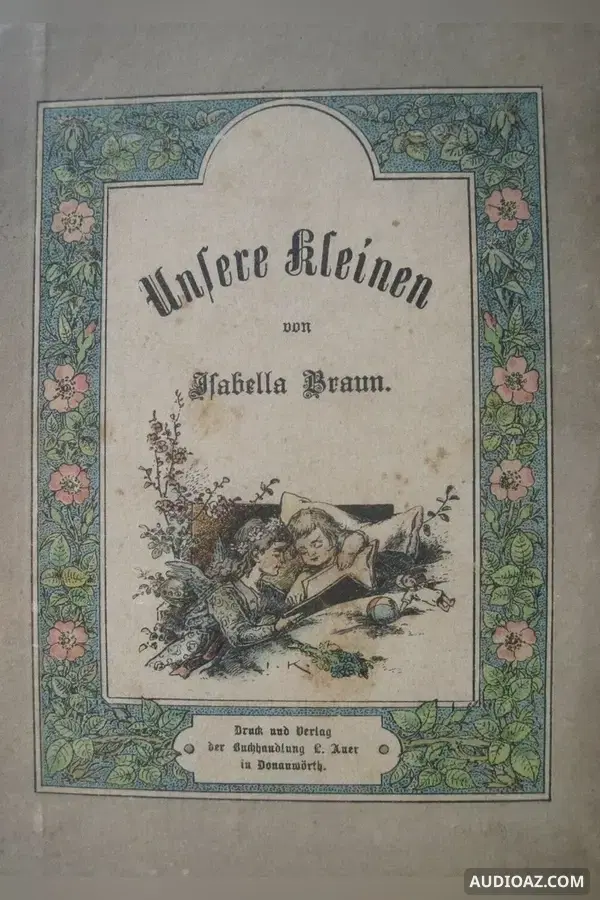 Unsere Kleinen
von
Isabella Braun.
I. K.
Druck und Verlag
der Buchhandlung L. Auer
in Donauwörth.
AUDIOAZ.COM